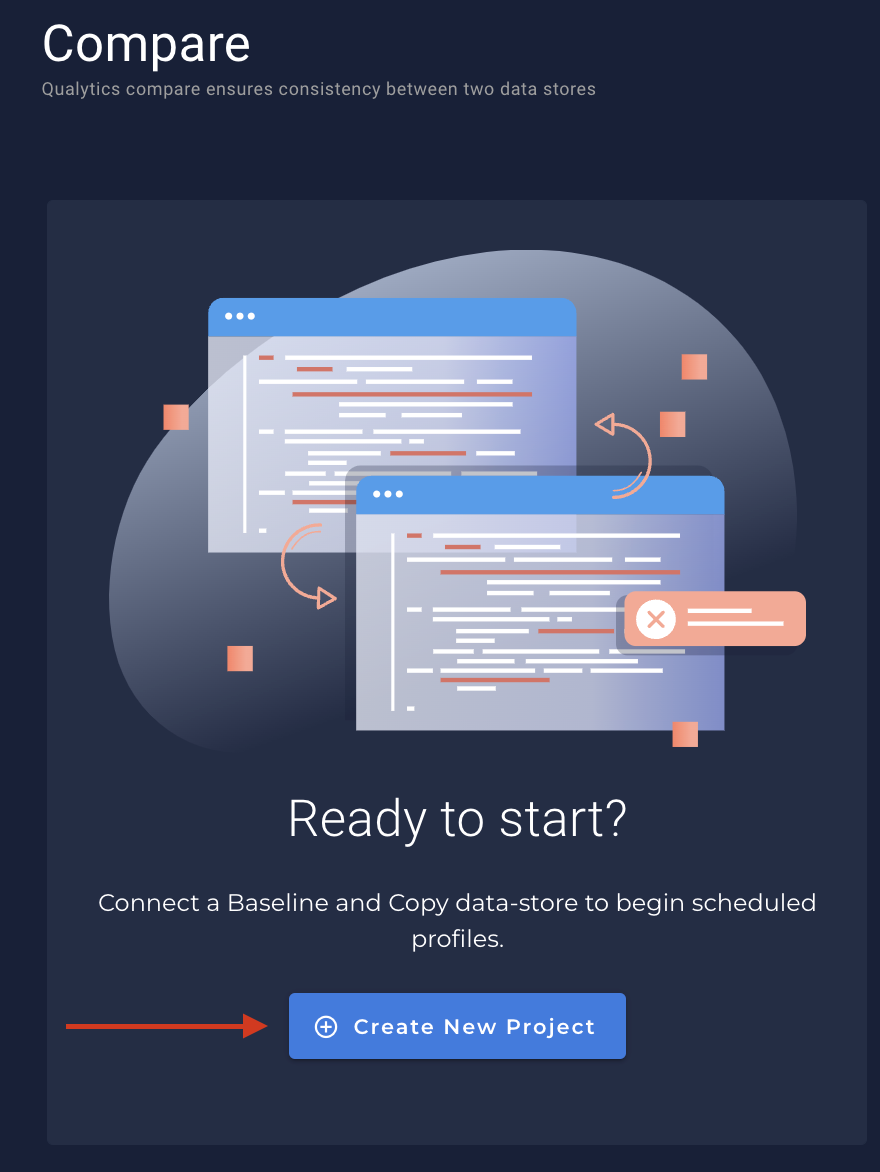 Compare
Qualytics compare ensures consistency between two data stores
Ready to start?
Connect a Baseline and Copy data-store to begin scheduled
profiles.
Create New Project